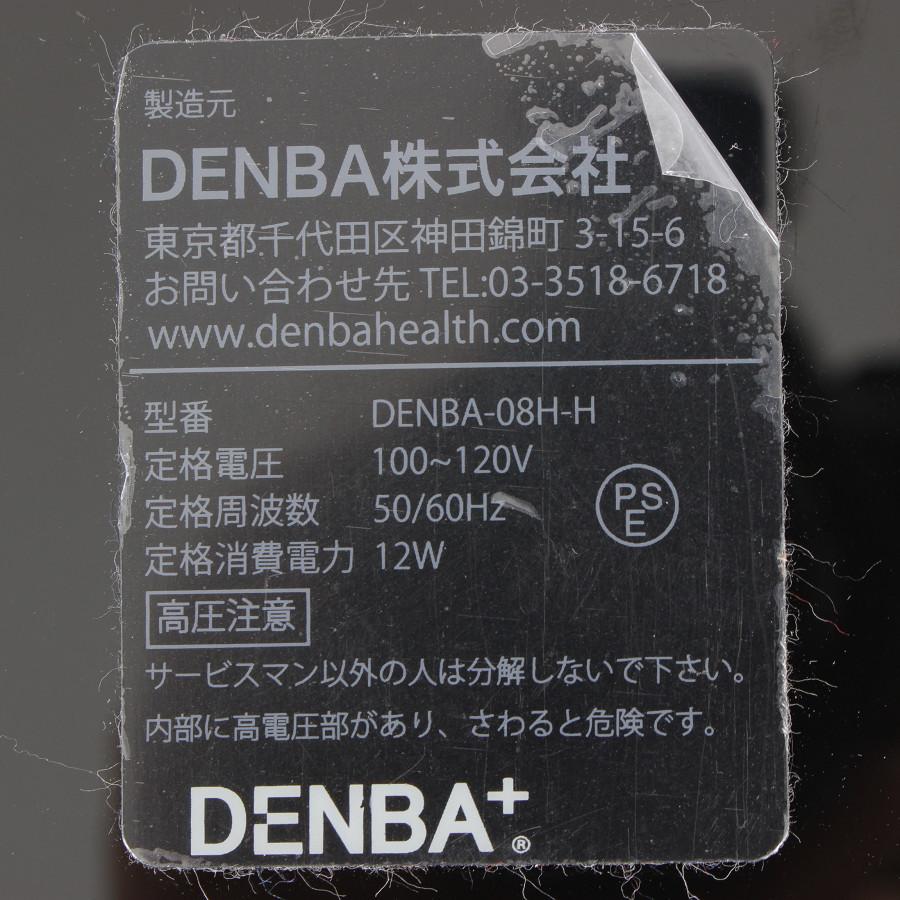 製造元
DENBA株式会社
東京都千代田区神田錦町 3-15-6
お問い合わせ先 TEL:03-3518-6718
www.denbahealth.com
型番 DENBA-08H-H
定格電圧 100~120V
定格周波数 50/60Hz
定格消費電力 12W
PS
E
高圧注意
サービスマン以外の人は分解しないで下さい。
内部に高電圧部があり、さわると危険です。
DENBA+®